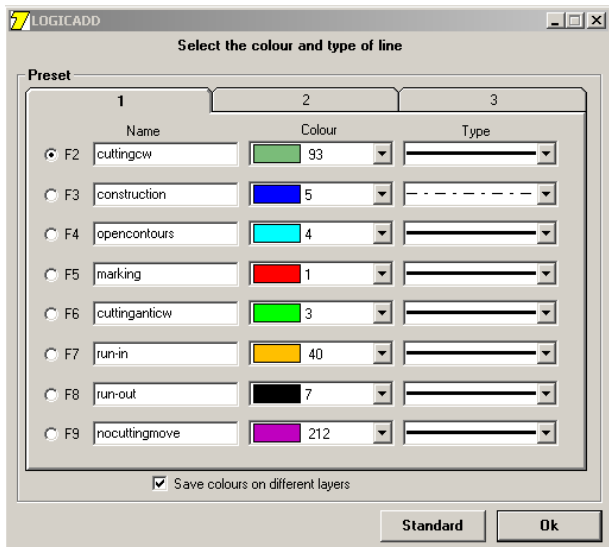 LOGICADD
Select the colour and type of line
Preset
1 2 3
Name Colour Type
F2 cuttingcw 93
F3 construction 5
F4 opencontours 4
F5 marking 1
F6 cuttinganticw 3
F7 run-in 40
F8 run-out 7
F9 nocuttingmove 212
Save colours on different layers
Standard Ok